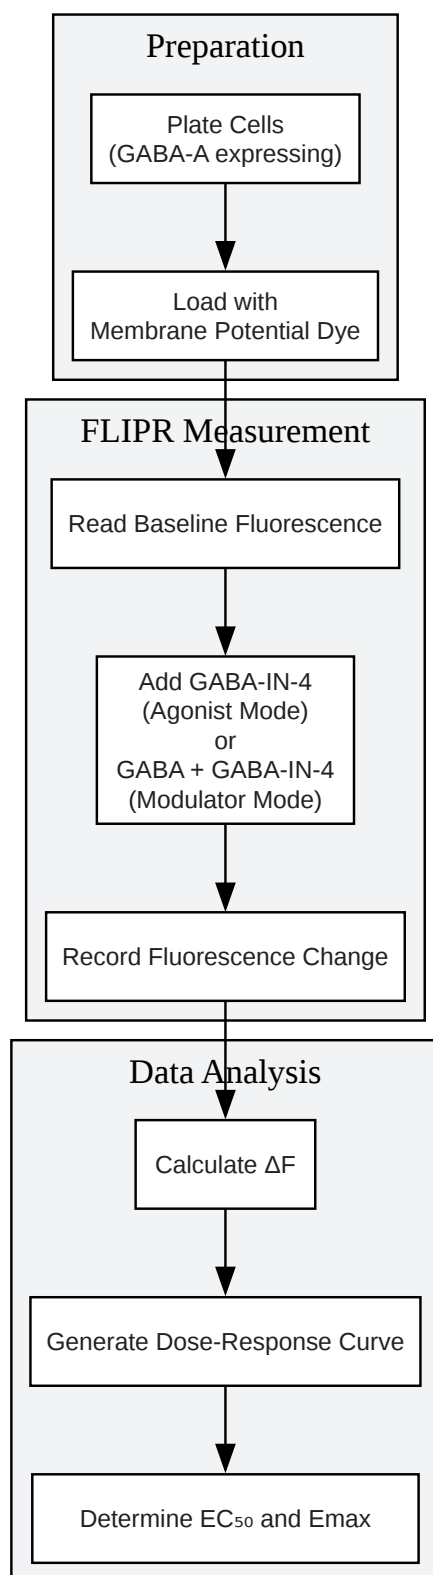 Preparation
Plate Cells
(GABA-A expressing)
Load with
Membrane Potential Dye
FLIPR Measurement
Read Baseline Fluorescence
Add GABA-IN-4
(Agonist Mode)
or
GABA + GABA-IN-4
(Modulator Mode)
Record Fluorescence Change
Data Analysis
Calculate ΔF
Generate Dose-Response Curve
Determine EC₅₀ and Emax